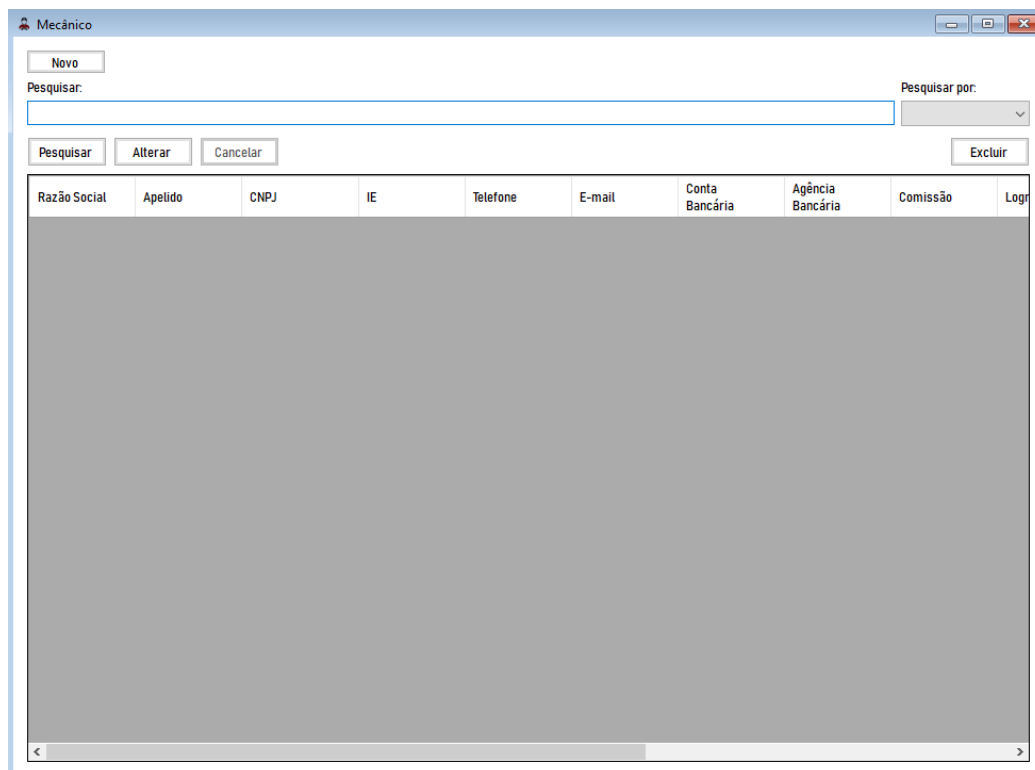 Mecânico
Novo
Pesquisar:
Pesquisar por:
Pesquisar
Alterar
Cancelar
Excluir
Razão Social
Apelido
CNPJ
IE
Telefone
E-mail
Conta
Bancária
Agência
Bancária
Comissão
Logr